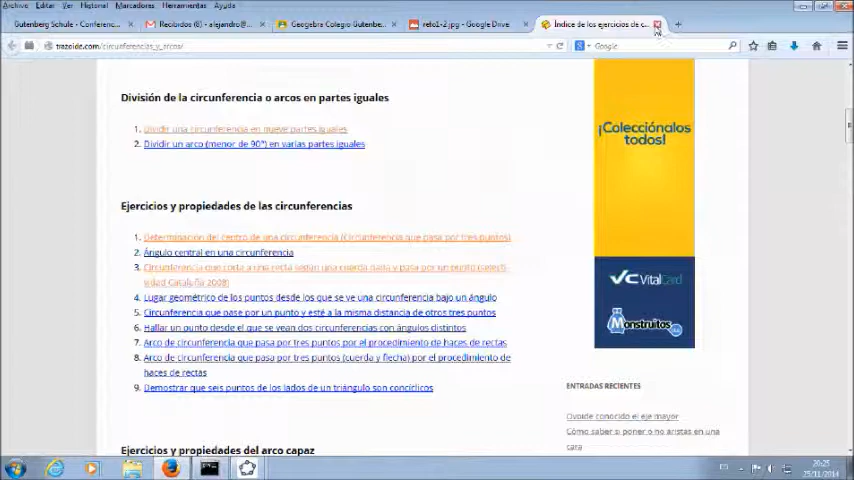 Archivo Editar Ver Historial Marcadores Herramientas Ayuda
Gutenberg Schule - Conferenc...
Recibidos (8) - alejandro@...
Geogebra Colegio Gutenbe...
relo1-2.jpg - Google Drive
Índice de los ejercicios de c...
trazoide.com/circunferencias_y_arcos/
Google
División de la circunferencia o arcos en partes iguales
1. Dividir una circunferencia en nueve partes iguales
2. Dividir un arco (menor de 90º) en varias partes iguales
Ejercicios y propiedades de las circunferencias
1. Determinación del centro de una circunferencia (Circunferencia que pasa por tres puntos)
2. Ángulo central en una circunferencia
3. Circunferencia que corta a una recta según una cuerda dada y pasa por un punto (selecti-
vidad Cataluña 2008)
4. Lugar geométrico de los puntos desde los que se ve una circunferencia bajo un ángulo
5. Circunferencia que pase por un punto y esté a la misma distancia de otros tres puntos
6. Hallar un punto desde el que se vean dos circunferencias con ángulos distintos
7. Arco de circunferencia que pasa por tres puntos por el procedimiento de haces de rectas
8. Arco de circunferencia que pasa por tres puntos (cuerda y flecha) por el procedimiento de
haces de rectas
9. Demostrar que seis puntos de los lados de un triángulo son concíclicos
Ejercicios y propiedades del arco capaz
¡Colecciónalos
todos!
VitalCard
Monstruitos
ENTRADAS RECIENTES
Ovoide conocido el eje mayor
Cómo saber si poner o no aristas en una
cara
20:25
25/11/2014